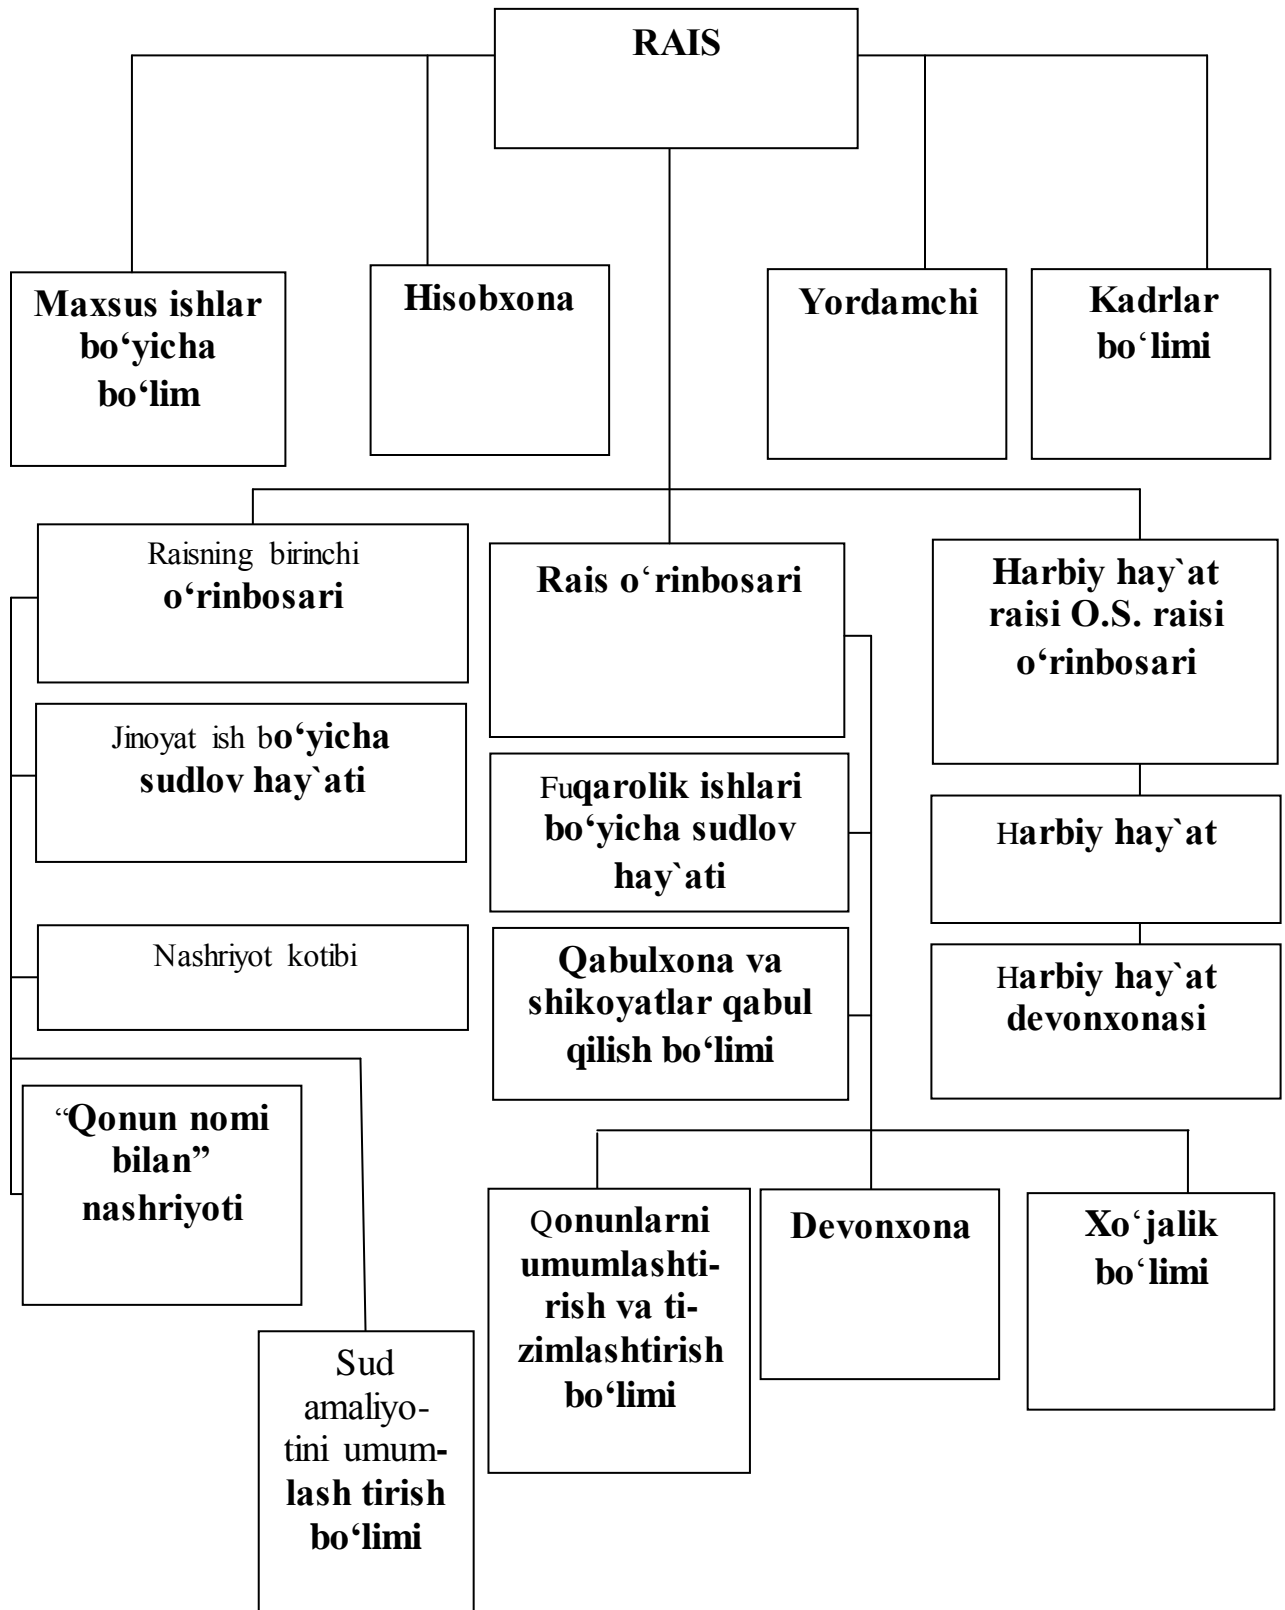 RAIS
Maxsus ishlar
bo‘yicha
bo‘lim
Hisobxona
Yordamchi
Kadrlar
bo‘limi
Raisning birinchi
o‘rinbosari
Rais o‘rinbosari
Harbiy hay`at
raisi O.S. raisi
o‘rinbosari
Jinoyat ish bo‘yicha
sudlov hay`ati
Fuqarolik ishlari
bo‘yicha sudlov
hay`ati
Harbiy hay`at
Nashriyot kotibi
Qabulxona va
shikoyatlar qabul
qilish bo‘limi
Harbiy hay`at
devonxonasi
“Qonun nomi
bilan”
nashriyoti
Qonunlarni
umumlashti-
rish va ti-
zimlashtirish
bo‘limi
Devonxona
Xo‘jalik
bo‘limi
Sud
amaliyo-
tini umum-
lash tirish
bo‘limi